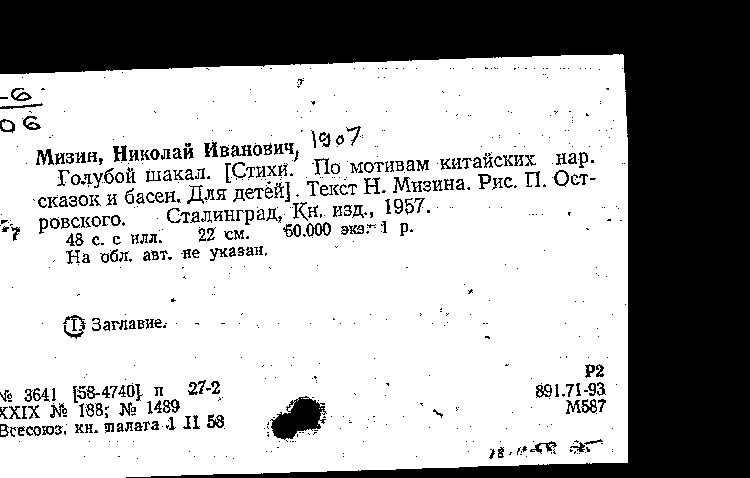 -6
06
Мизин, Николай Иванович, 1907
Голубой шакал. [Стихи. По мотивам китайских нар.
сказок и басен. Для детей]. Текст Н. Мизина. Рис. П. Ост-
ровского. Сталинград, Кн. изд., 1957.
48 с. с илл. 22 см. 50.000 экз. 1 р.
На обл. авт. не указан.
I Заглавие.
№ 3641 [58-4740] п 27-2
XXIX № 188; № 1489
Всесоюз. кн. палата 1 II 58
Р2
891.71-93
М587